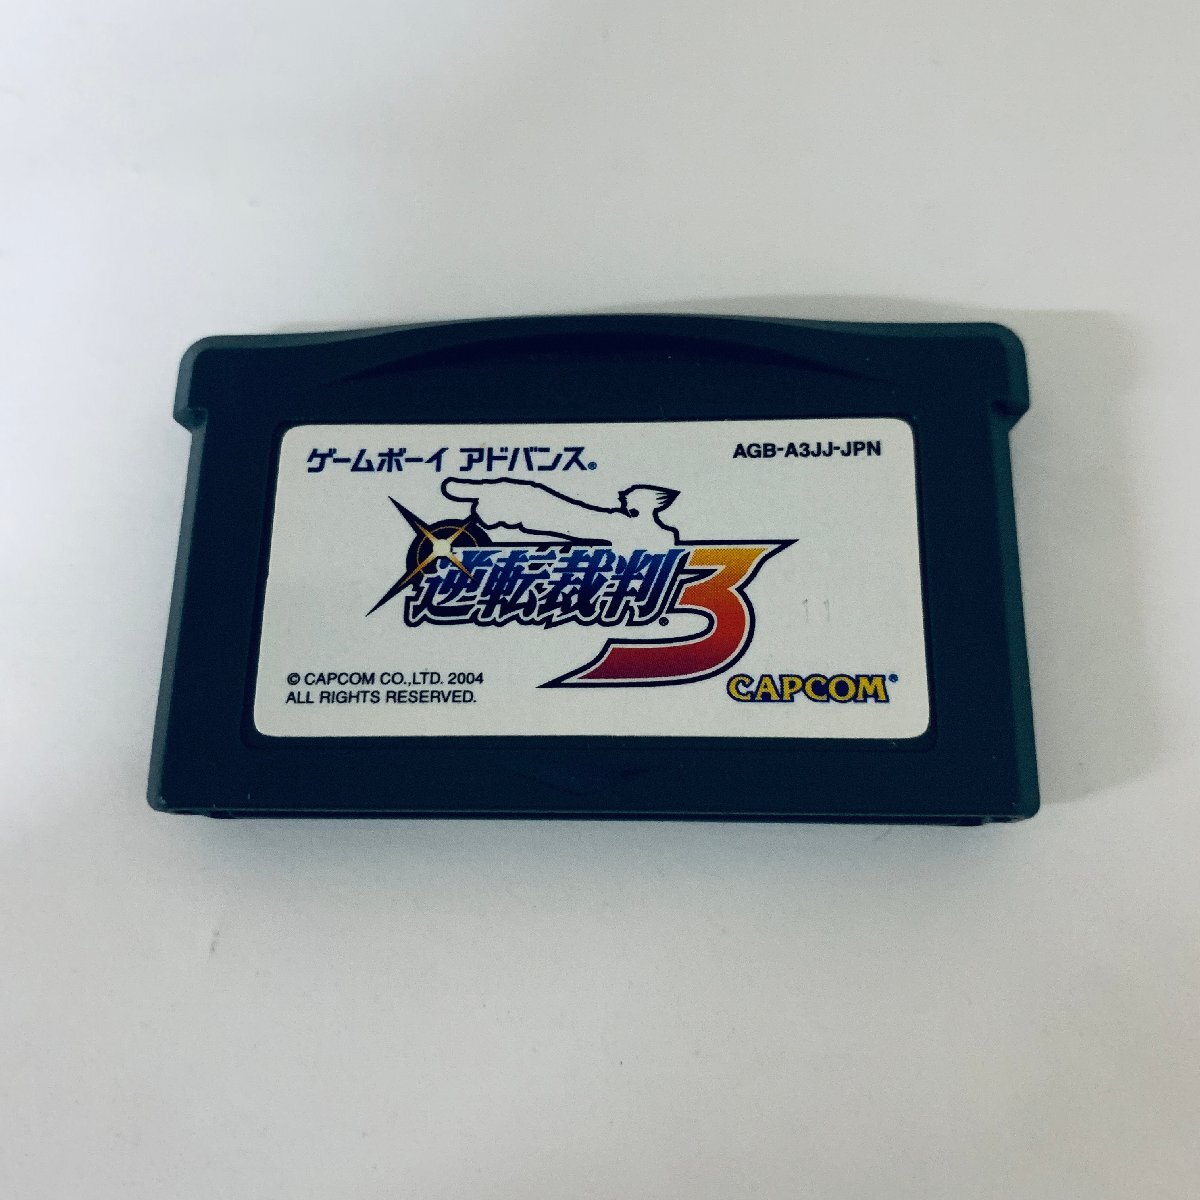 ゲームボーイ アドバンス®
AGB-A3JJ-JPN
逆転裁判3
11
© CAPCOM CO.,LTD. 2004
ALL RIGHTS RESERVED.
CAPCOM®